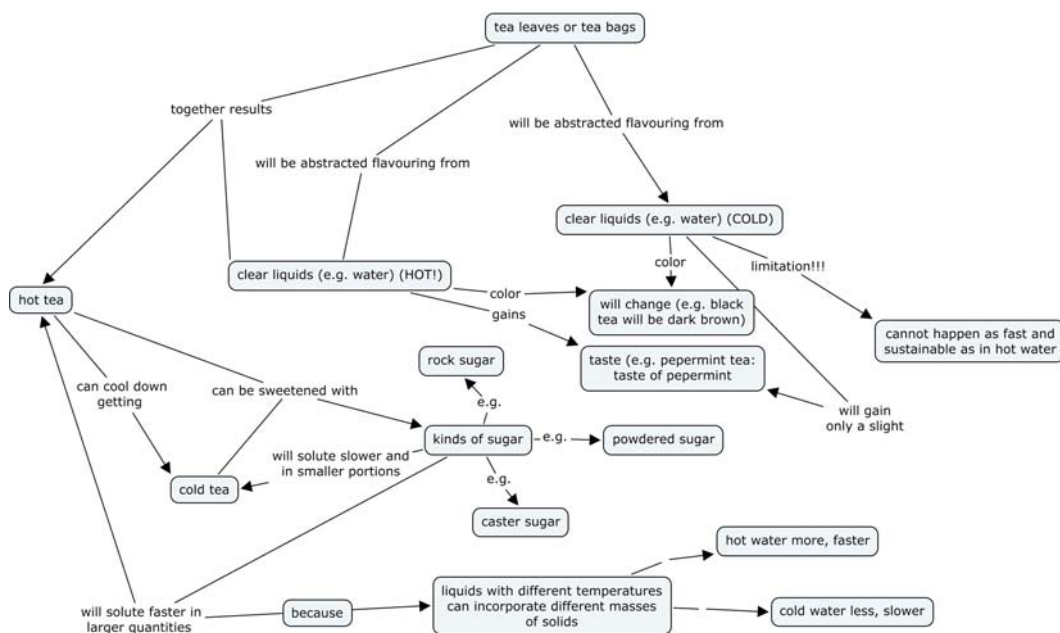 tea leaves or tea bags
together results
will be abstracted flavouring from
will be abstracted flavouring from
clear liquids (e.g. water) (COLD)
color
limitation!!!
clear liquids (e.g. water) (HOT!)
hot tea
color
will change (e.g. black
tea will be dark brown)
gains
cannot happen as fast and
sustainable as in hot water
rock sugar
taste (e.g. pepermint tea:
taste of pepermint
can cool down
getting
can be sweetened with
e.g.
will gain
only a slight
kinds of sugar
e.g.
powdered sugar
will solute slower and
in smaller portions
cold tea
e.g.
caster sugar
hot water more, faster
liquids with different temperatures
can incorporate different masses
of solids
will solute faster in
larger quantities
because
cold water less, slower